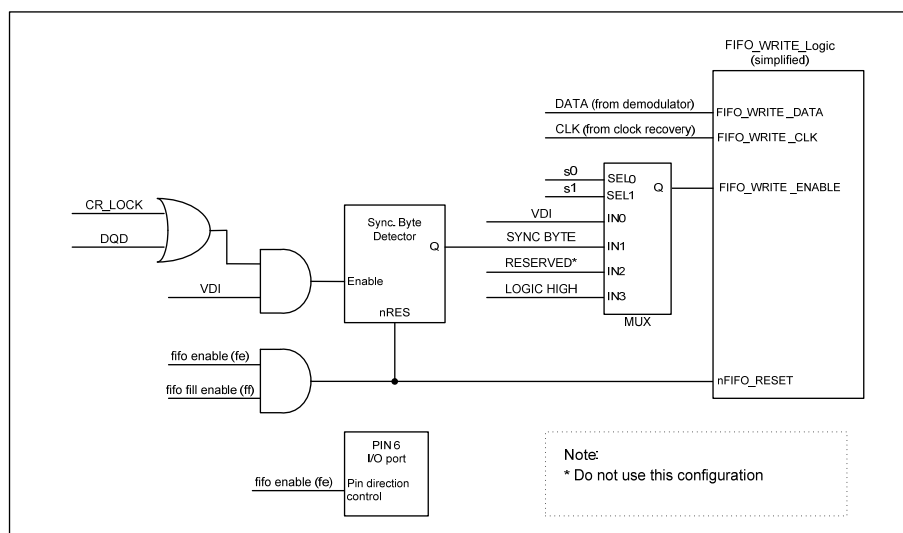 FIFO_WRITE_Logic
(simplified)
DATA (from demodulator)
FIFO_WRITE_DATA
CLK (from clock recovery)
FIFO_WRITE_CLK
s0
SEL0
Q
s1
SEL1
FIFO_WRITE_ENABLE
CR_LOCK
VDI
IN0
Sync. Byte
Detector
Q
SYNC BYTE
IN1
DQD
RESERVED*
IN2
Enable
VDI
LOGIC HIGH
IN3
nRES
MUX
fifo enable (fe)
nFIFO_RESET
fifo fill enable (ff)
PIN 6
I/O port
fifo enable (fe)
Pin direction
control
Note:
* Do not use this configuration